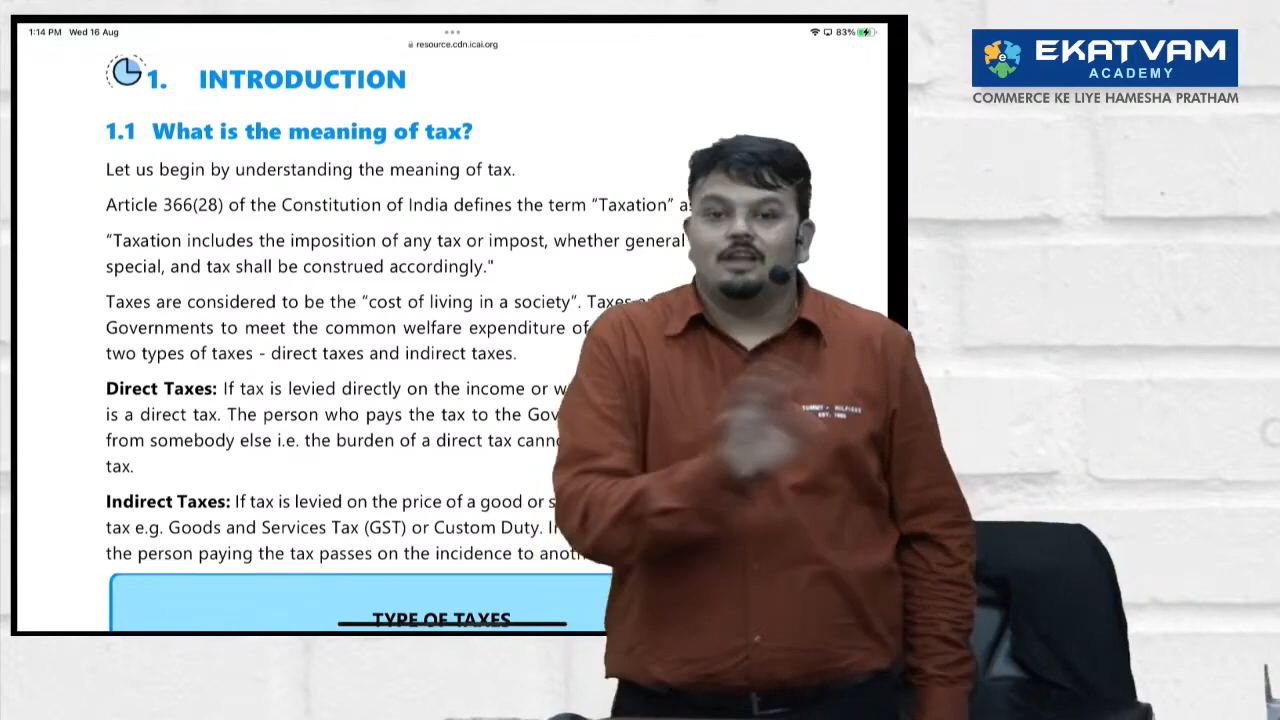 1:14 PM Wed 16 Aug
83%
resource.cdn.icai.org
1. INTRODUCTION
1.1 What is the meaning of tax?
Let us begin by understanding the meaning of tax.
Article 366(28) of the Constitution of India defines the term “Taxation”
“Taxation includes the imposition of any tax or impost, whether general
special, and tax shall be construed accordingly."
Taxes are considered to be the “cost of living in a society”. Taxes
Governments to meet the common welfare expenditure of
two types of taxes - direct taxes and indirect taxes.
Direct Taxes: If tax is levied directly on the income or
is a direct tax. The person who pays the tax to the
from somebody else i.e. the burden of a direct tax
tax.
Indirect Taxes: If tax is levied on the price of a good or
tax e.g. Goods and Services Tax (GST) or Custom Duty.
the person paying the tax passes on the incidence to
TYPE OF TAXES
EKATVAM
ACADEMY
COMMERCE KE LIYE HAMESHA PRATHAM